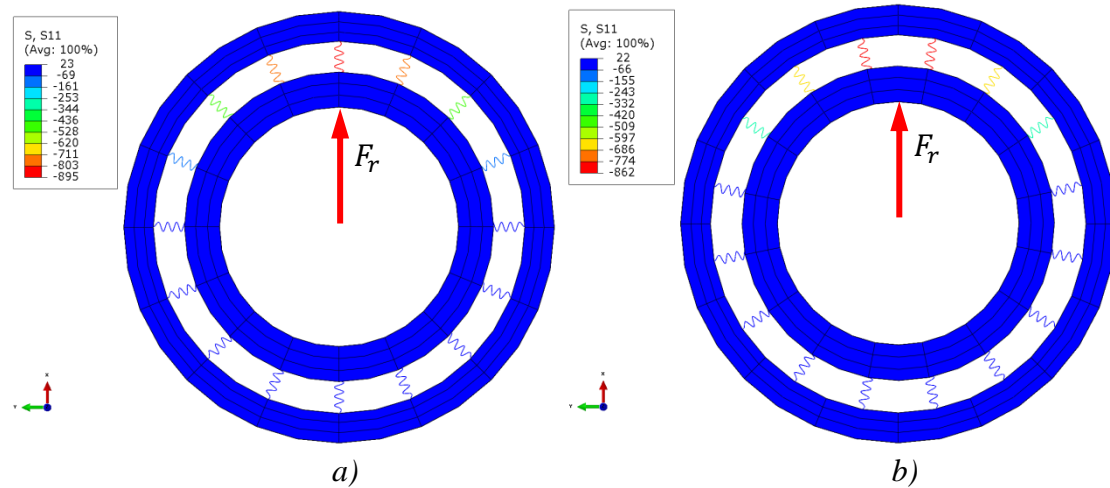 S, S11
(Avg: 100%)
23
-69
-161
-253
-344
-436
-528
-620
-711
-803
-895
F_r
X
Y
a)
S, S11
(Avg: 100%)
22
-66
-155
-243
-332
-420
-509
-597
-686
-774
-862
F_r
X
Y
b)